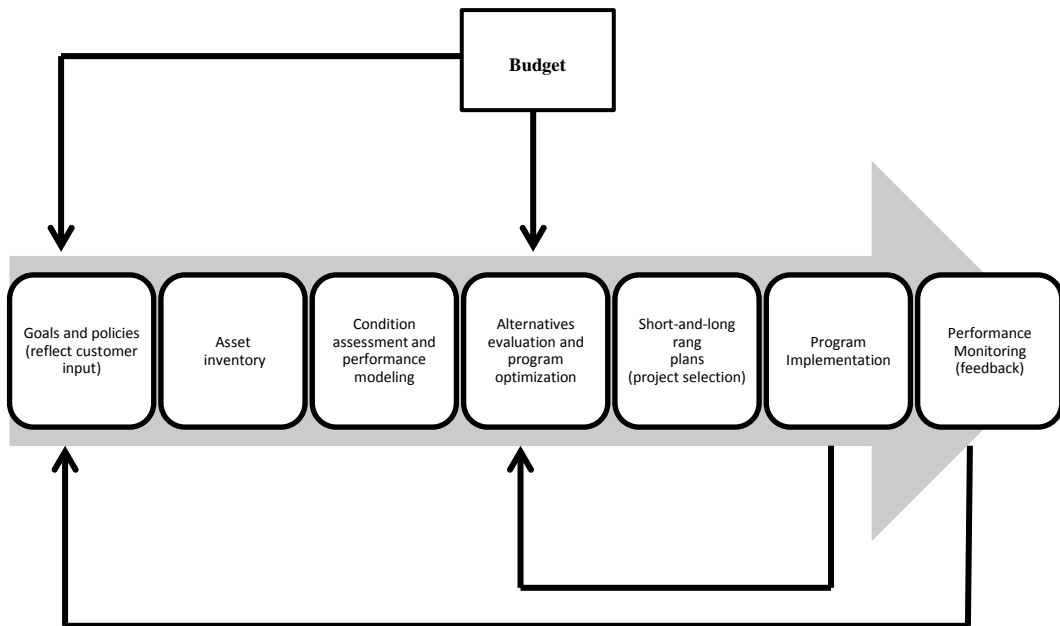 Budget
Goals and policies
(reflect customer
input)
Asset
inventory
Condition
assessment and
performance
modeling
Alternatives
evaluation and
program
optimization
Short-and-long
rang
plans
(project selection)
Program
Implementation
Performance
Monitoring
(feedback)